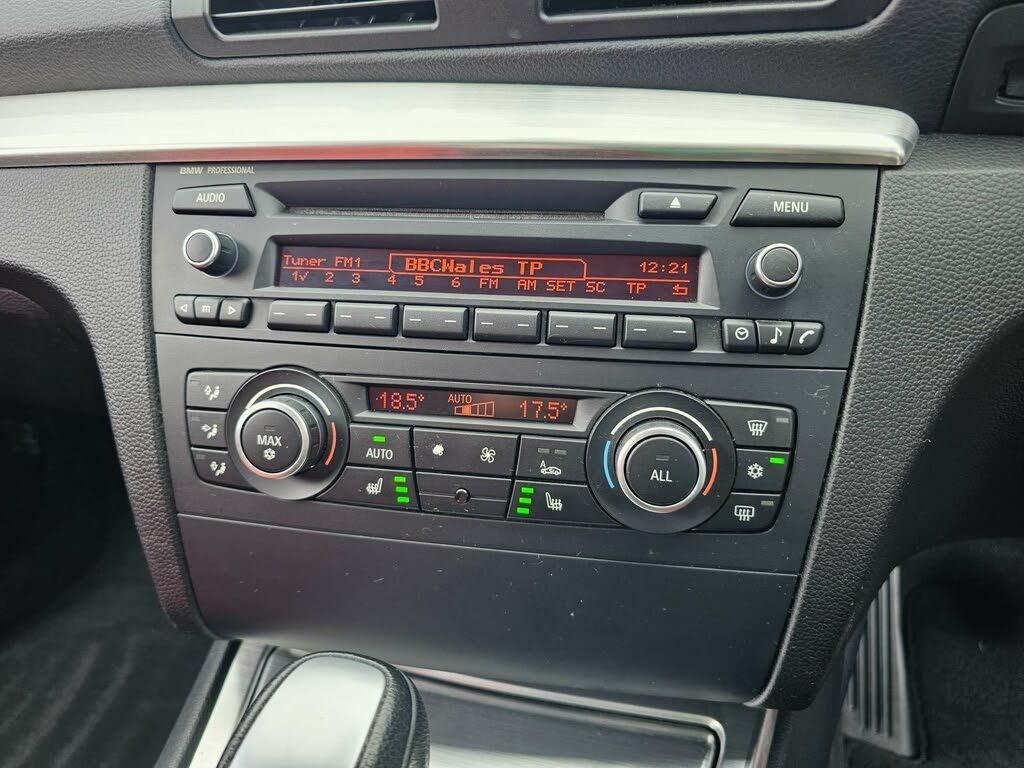 BMW PROFESSIONAL
AUDIO
MENU
Tuner FM1 BBCWales TP 12:21
1✓ 2 3 4 5 6 FM AM SET SC TP
m
18.5° AUTO 17.5°
MAX
AUTO
A
ALL